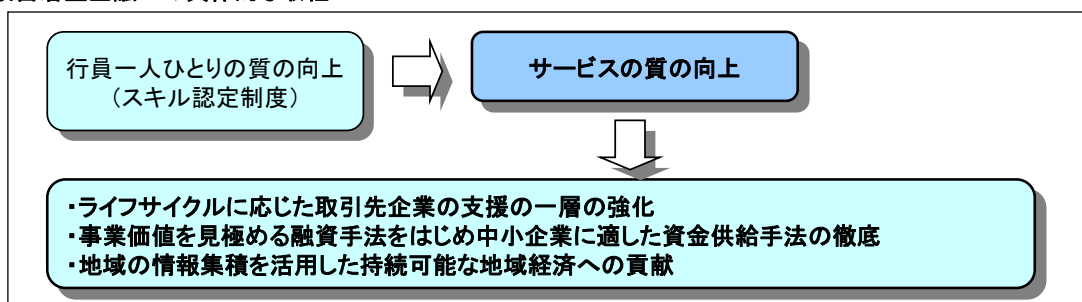 行員一人ひとりの質の向上
（スキル認定制度）
サービスの質の向上
・ライフサイクルに応じた取引先企業の支援の一層の強化
・事業価値を見極める融資手法をはじめ中小企業に適した資金供給手法の徹底
・地域の情報集積を活用した持続可能な地域経済への貢献